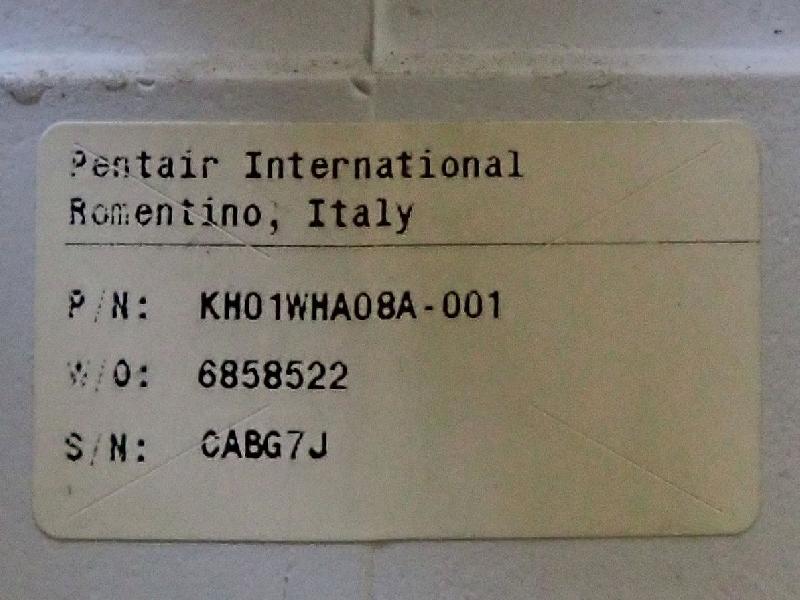 Pentair International
Romentino, Italy
P/N: KH01WHA08A-001
W/O: 6858522
S/N: CABG7J